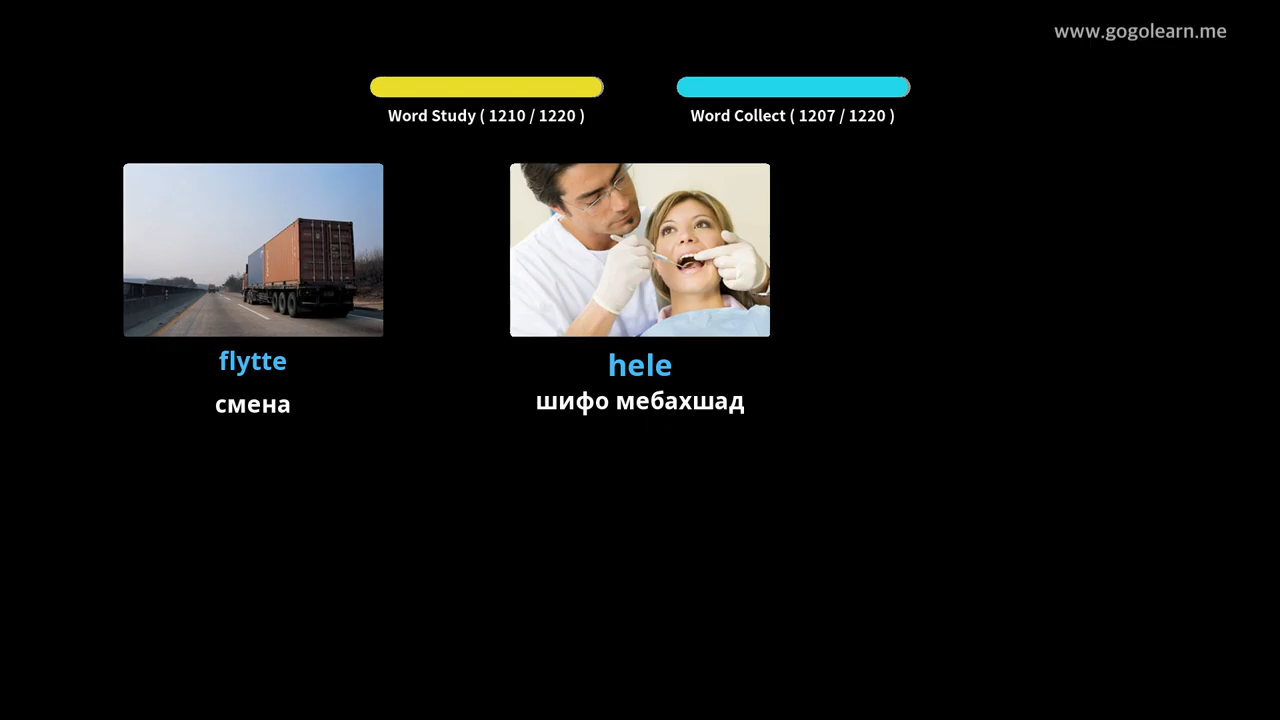 www.gogolearn.me
Word Study ( 1210 / 1220 )
Word Collect ( 1207 / 1220 )
flytte
смена
hele
шифо мебахшад